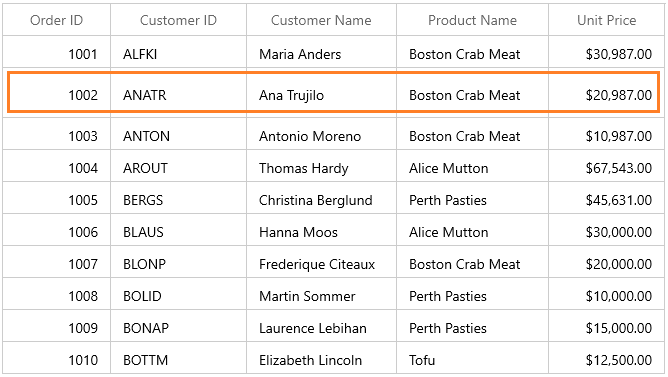 Order ID Customer ID Customer Name Product Name Unit Price
1001 ALFKI Maria Anders Boston Crab Meat $30,987.00
1002 ANATR Ana Trujilo Boston Crab Meat $20,987.00
1003 ANTON Antonio Moreno Boston Crab Meat $10,987.00
1004 AROUT Thomas Hardy Alice Mutton $67,543.00
1005 BERGS Christina Berglund Perth Pasties $45,631.00
1006 BLAUS Hanna Moos Alice Mutton $30,000.00
1007 BLONP Frederique Citeaux Boston Crab Meat $20,000.00
1008 BOLID Martin Sommer Perth Pasties $10,000.00
1009 BONAP Laurence Lebihan Perth Pasties $15,000.00
1010 BOTTM Elizabeth Lincoln Tofu $12,500.00